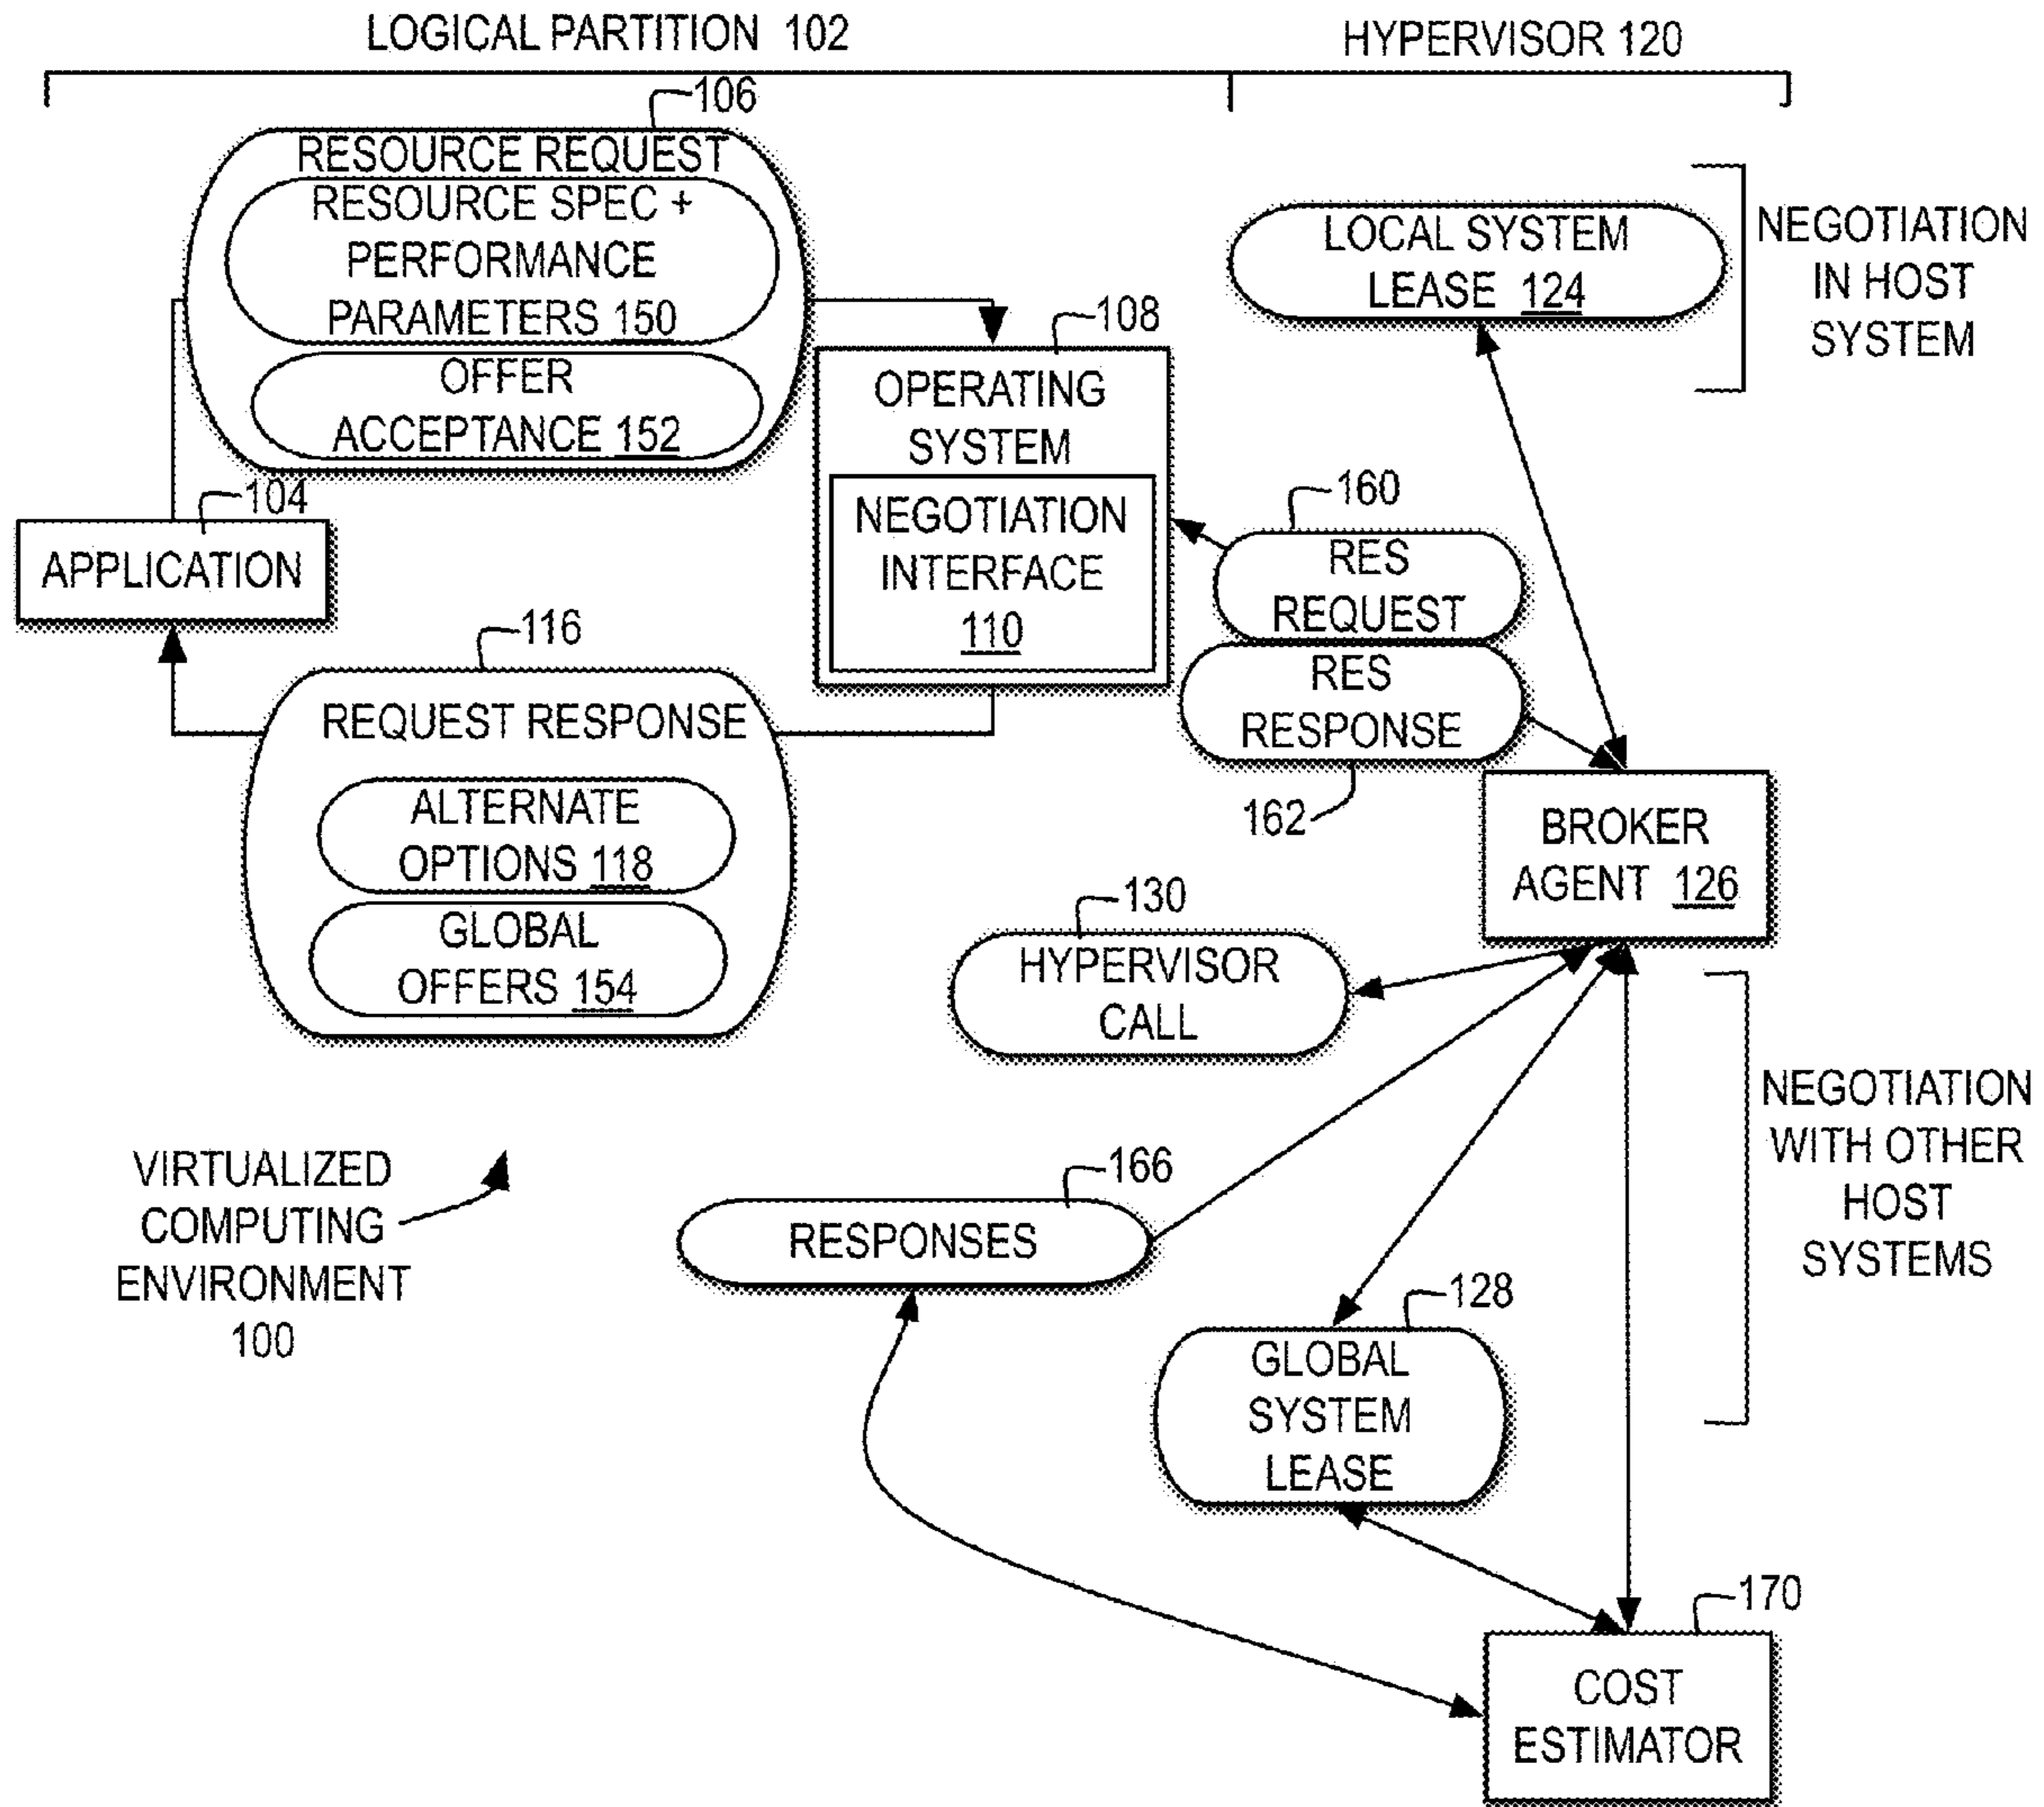 LOGICAL PARTITION 102
HYPERVISOR 120
106
RESOURCE REQUEST
RESOURCE SPEC +
PERFORMANCE
PARAMETERS 150
OFFER
ACCEPTANCE 152
104
APPLICATION
108
OPERATING
SYSTEM
NEGOTIATION
INTERFACE
110
LOCAL SYSTEM
LEASE 124
NEGOTIATION
IN HOST
SYSTEM
160
RES
REQUEST
RES
RESPONSE
162
116
REQUEST RESPONSE
ALTERNATE
OPTIONS 118
GLOBAL
OFFERS 154
BROKER
AGENT 126
130
HYPERVISOR
CALL
NEGOTIATION
WITH OTHER
HOST
SYSTEMS
VIRTUALIZED
COMPUTING
ENVIRONMENT
100
166
RESPONSES
128
GLOBAL
SYSTEM
LEASE
170
COST
ESTIMATOR